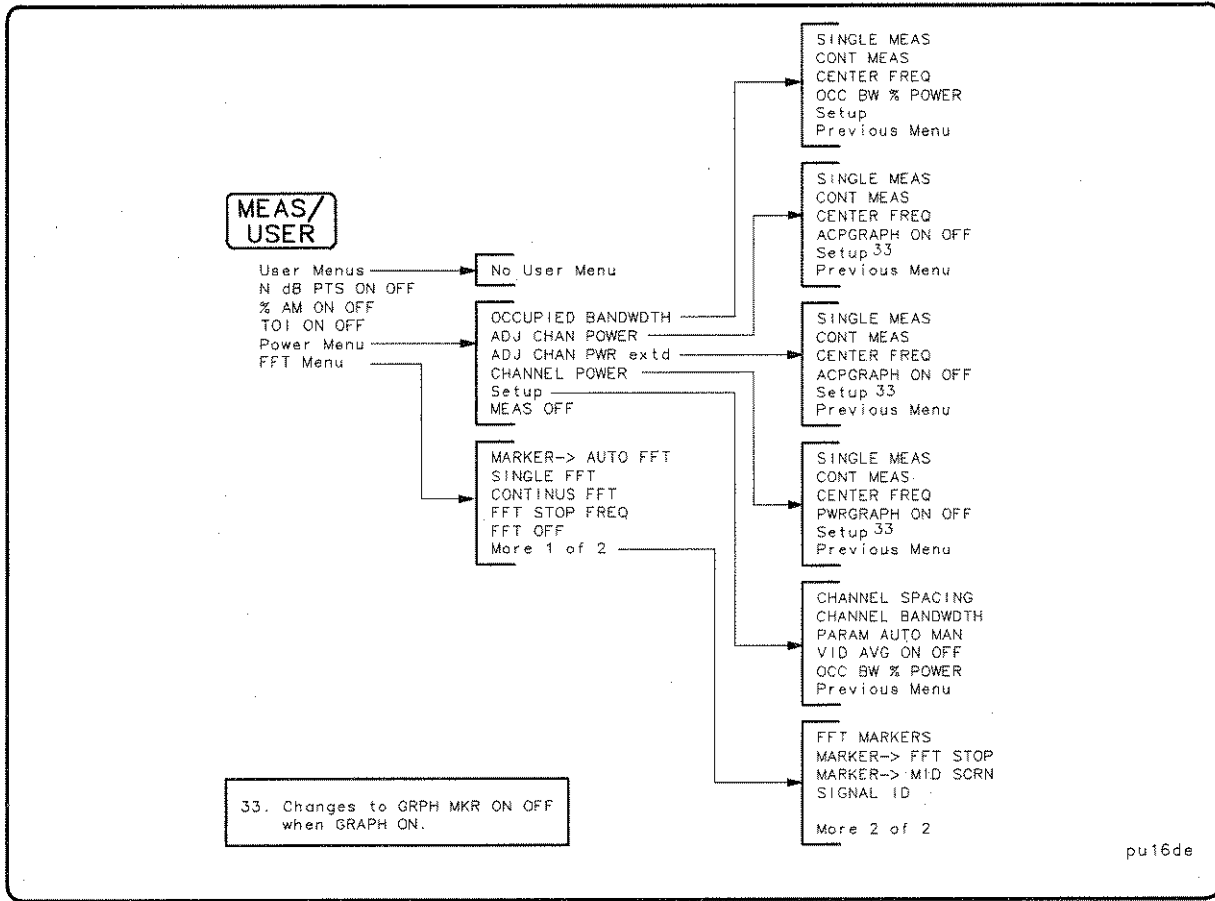 MEAS/
USER
User Menus
N dB PTS ON OFF
% AM ON OFF
TOI ON OFF
Power Menu
FFT Menu
No User Menu
OCCUPIED BANDWDTH
ADJ CHAN POWER
ADJ CHAN PWR extd
CHANNEL POWER
Setup
MEAS OFF
MARKER-> AUTO FFT
SINGLE FFT
CONTINUS FFT
FFT STOP FREQ
FFT OFF
More 1 of 2
SINGLE MEAS
CONT MEAS
CENTER FREQ
OCC BW % POWER
Setup
Previous Menu
SINGLE MEAS
CONT MEAS
CENTER FREQ
ACPGRAPH ON OFF
Setup 33
Previous Menu
SINGLE MEAS
CONT MEAS
CENTER FREQ
ACPGRAPH ON OFF
Setup 33
Previous Menu
SINGLE MEAS
CONT MEAS
CENTER FREQ
PWRGRAPH ON OFF
Setup 33
Previous Menu
CHANNEL SPACING
CHANNEL BANDWDTH
PARAM AUTO MAN
VID AVG ON OFF
OCC BW % POWER
Previous Menu
FFT MARKERS
MARKER-> FFT STOP
MARKER-> MID SCRN
SIGNAL ID
More 2 of 2
33. Changes to GRPH MKR ON OFF
when GRAPH ON.
pu16de